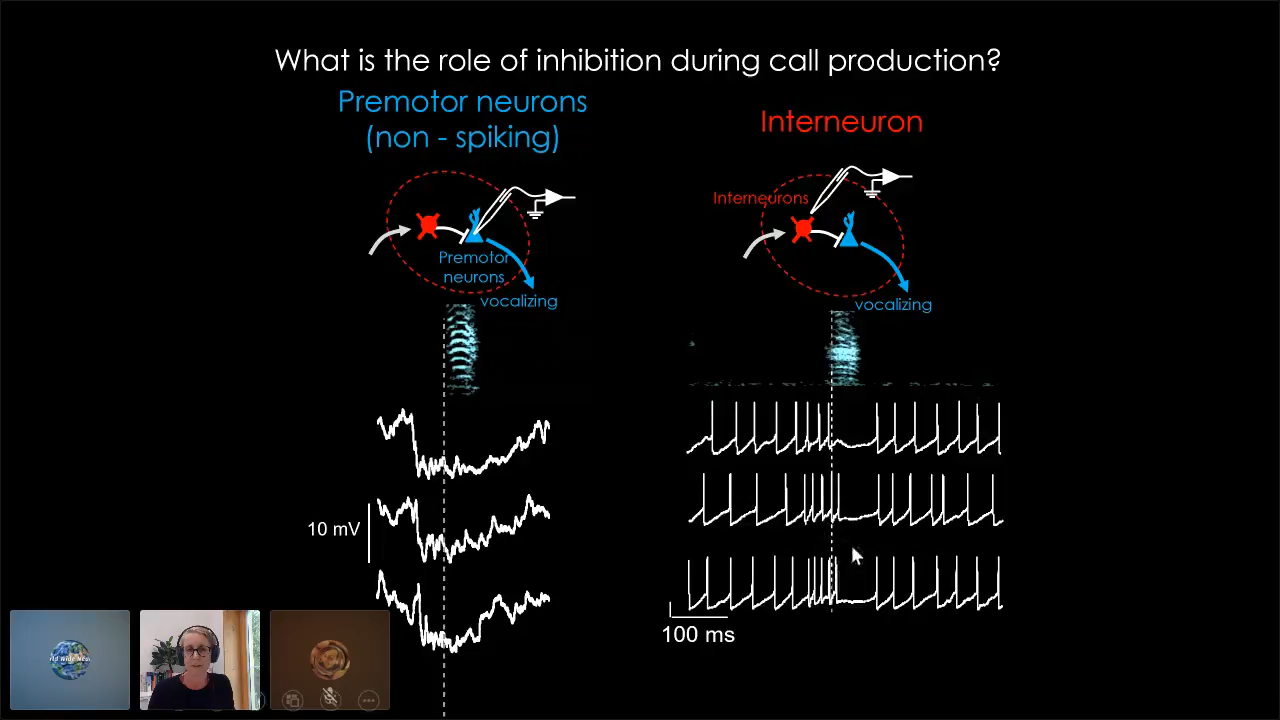 What is the role of inhibition during call production?
Premotor neurons
(non - spiking)
Interneuron
Premotor
neurons
vocalizing
Interneurons
vocalizing
10 mV
100 ms